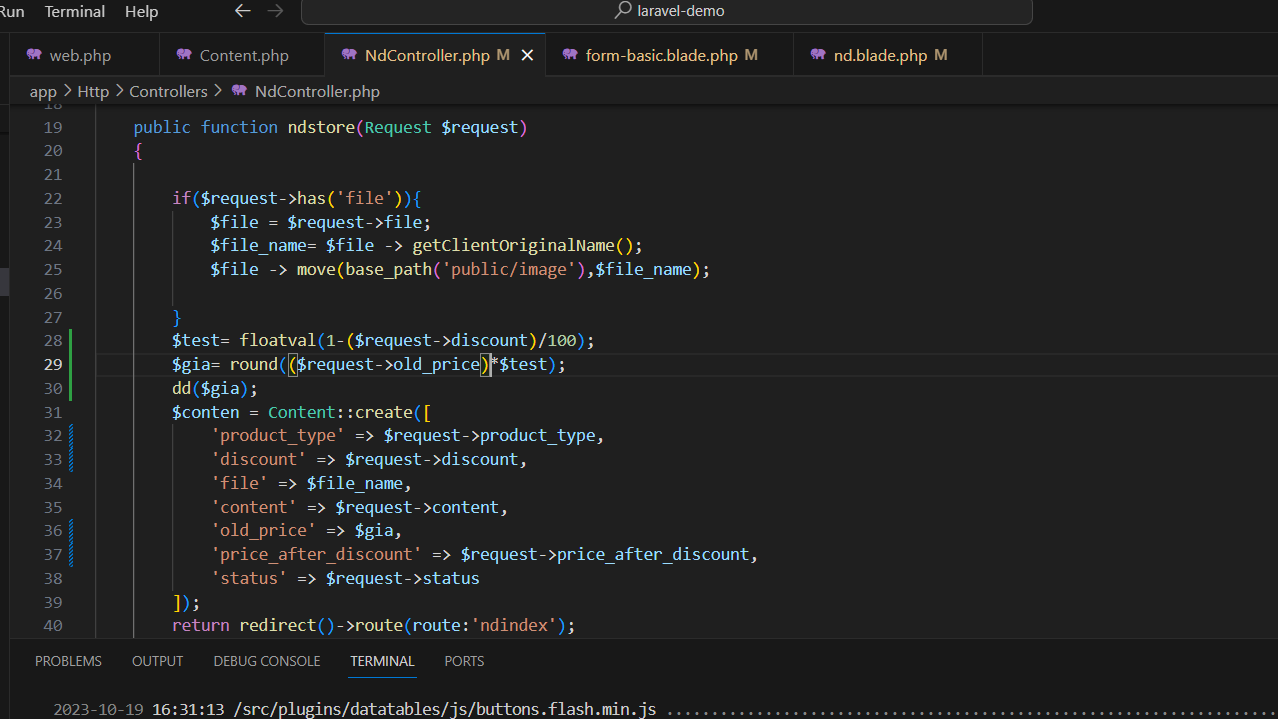 Run Terminal Help
laravel-demo
web.php Content.php NdController.php M form-basic.blade.php M nd.blade.php M
app > Http > Controllers > NdController.php
18
19 public function ndstore(Request $request)
20 {
21
22 if($request->has('file')){
23 $file = $request->file;
24 $file_name= $file -> getClientOriginalName();
25 $file -> move(base_path('public/image'),$file_name);
26
27 }
28 $test= floatval(1-($request->discount)/100);
29 $gia= round(($request->old_price)*$test);
30 dd($gia);
31 $conten = Content::create([
32 'product_type' => $request->product_type,
33 'discount' => $request->discount,
34 'file' => $file_name,
35 'content' => $request->content,
36 'old_price' => $gia,
37 'price_after_discount' => $request->price_after_discount,
38 'status' => $request->status
39 ]);
40 return redirect()->route(route:'ndindex');
PROBLEMS OUTPUT DEBUG CONSOLE TERMINAL PORTS
2023-10-19 16:31:13 /src/plugins/datatables/js/buttons.flash.min.js ................................................................